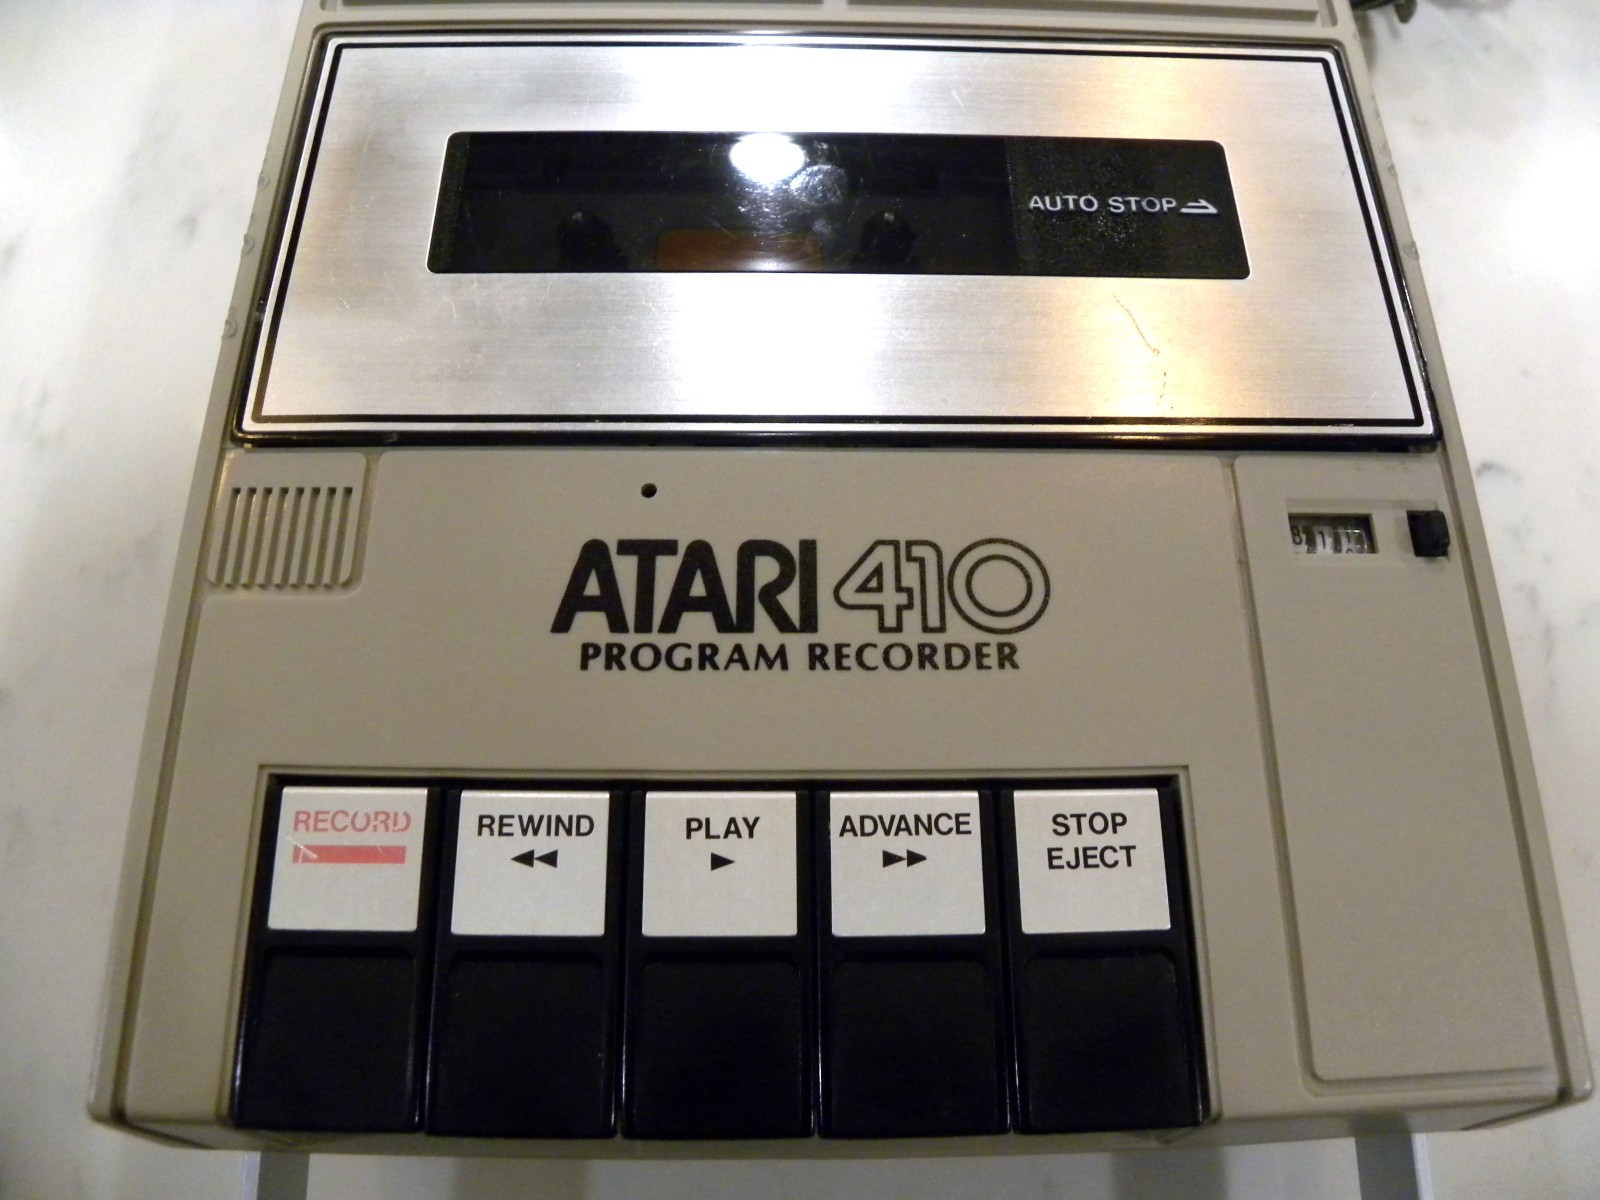 AUTO STOP
ATARI 410
PROGRAM RECORDER
RECORD
REWIND
PLAY
ADVANCE
STOP
EJECT